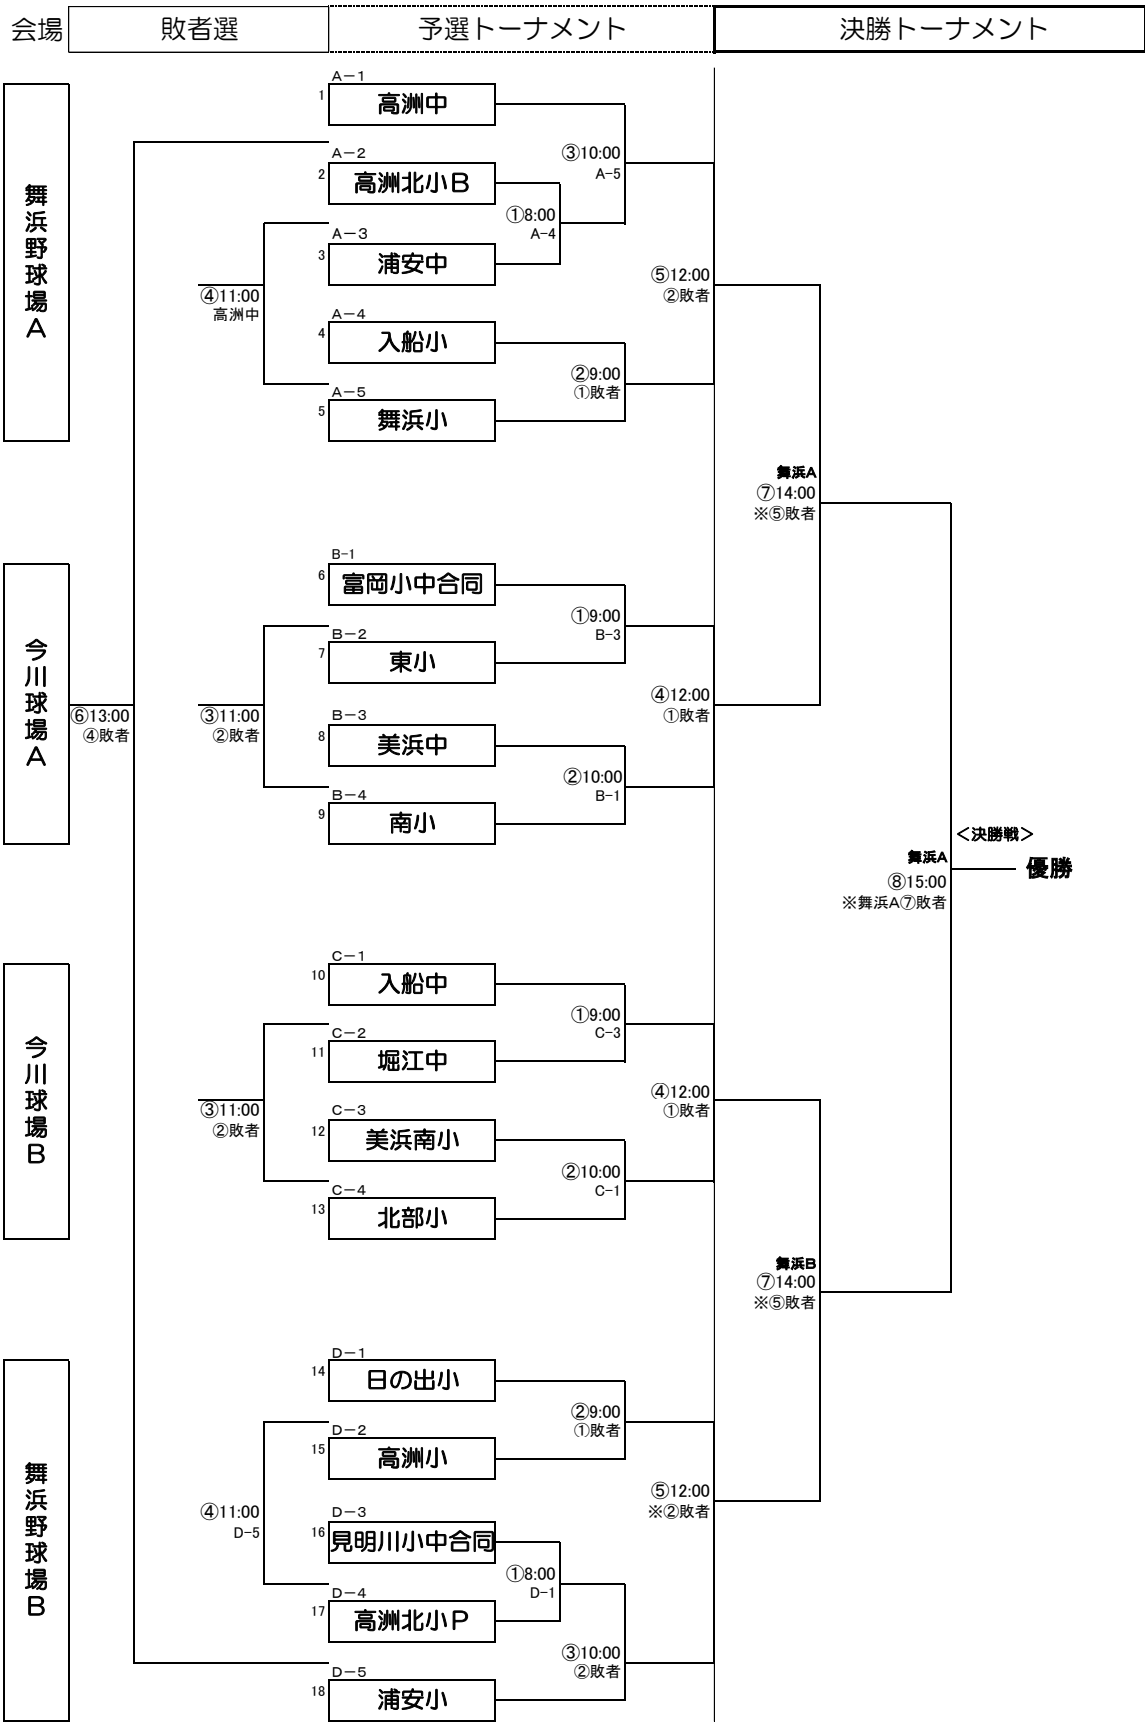 会場 敗者選 予選トーナメント 決勝トーナメント
舞浜野球場A
A-1
1 高洲中
③10:00
A-5
A-2
2 高洲北小B
①8:00
A-4
A-3
3 浦安中
⑤12:00
②敗者
④11:00
高洲中
A-4
4 入船小
②9:00
①敗者
A-5
5 舞浜小
舞浜A
⑦14:00
※⑤敗者
今川球場A
B-1
6 富岡小中合同
①9:00
B-3
B-2
7 東小
④12:00
①敗者
⑥13:00
④敗者
③11:00
②敗者
B-3
8 美浜中
②10:00
B-1
B-4
9 南小
<決勝戦>
舞浜A
⑧15:00
※舞浜A⑦敗者
優勝
今川球場B
C-1
10 入船中
①9:00
C-3
C-2
11 堀江中
④12:00
①敗者
③11:00
②敗者
C-3
12 美浜南小
②10:00
C-1
C-4
13 北部小
舞浜B
⑦14:00
※⑤敗者
舞浜野球場B
D-1
14 日の出小
②9:00
①敗者
D-2
15 高洲小
⑤12:00
※②敗者
④11:00
D-5
D-3
16 見明川小中合同
①8:00
D-1
D-4
17 高洲北小P
③10:00
②敗者
D-5
18 浦安小